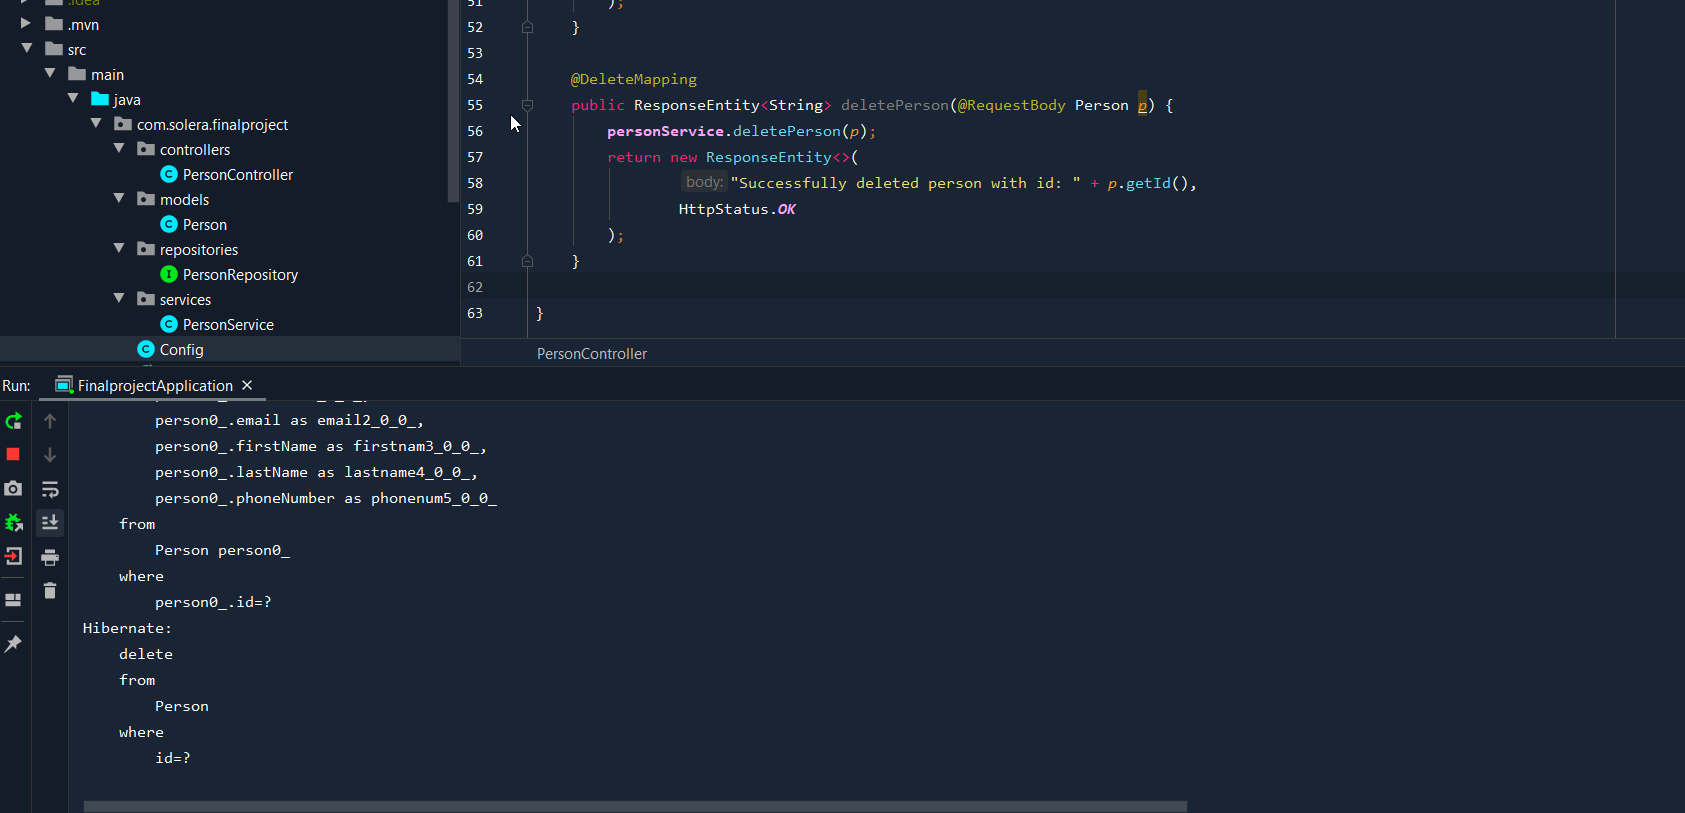 .idea
.mvn
src
main
java
com.solera.finalproject
controllers
PersonController
models
Person
repositories
PersonRepository
services
PersonService
Config
51 );
52 }
53
54 @DeleteMapping
55 public ResponseEntity<String> deletePerson(@RequestBody Person p) {
56 personService.deletePerson(p);
57 return new ResponseEntity<>(
58 body: "Successfully deleted person with id: " + p.getId(),
59 HttpStatus.OK
60 );
61 }
62
63 }
PersonController
Run: FinalprojectApplication
person0_.email as email2_0_0_,
person0_.firstName as firstnam3_0_0_,
person0_.lastName as lastname4_0_0_,
person0_.phoneNumber as phonenum5_0_0_
from
Person person0_
where
person0_.id=?
Hibernate:
delete
from
Person
where
id=?